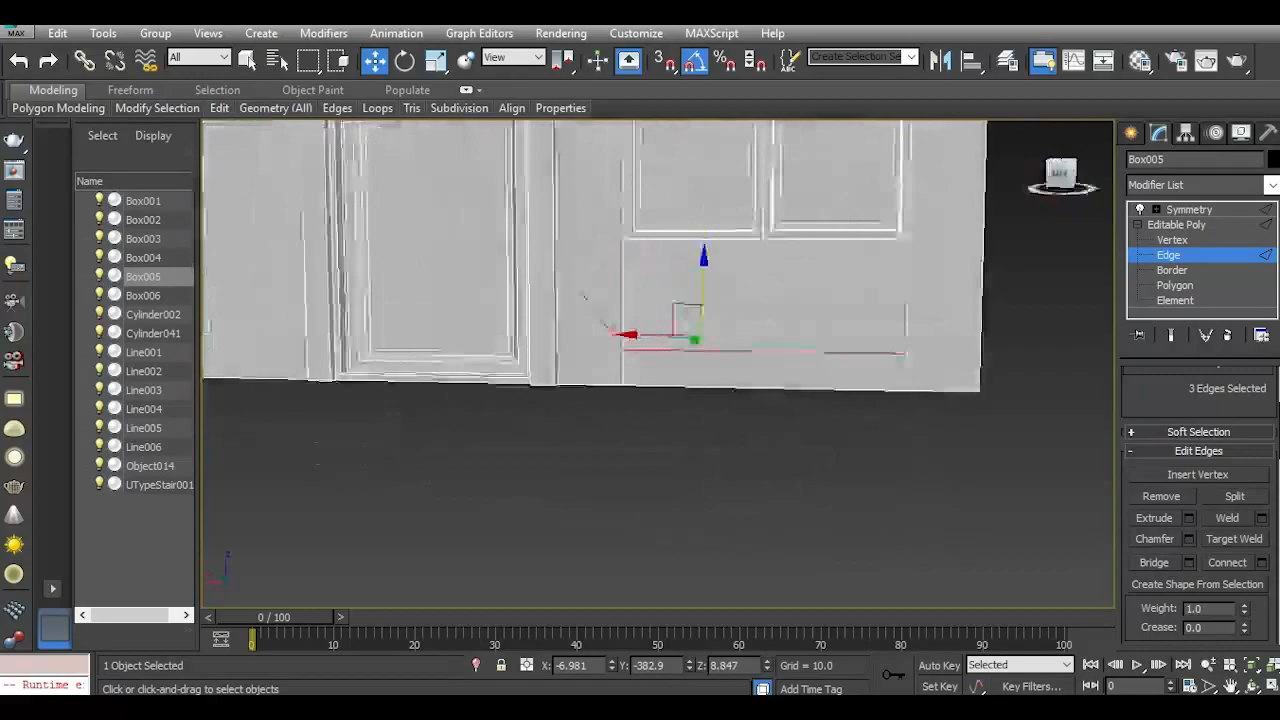 MAX Edit Tools Group Views Create Modifiers Animation Graph Editors Rendering Customize MAXScript Help
All View 3 Create Selection Se
Modeling Freeform Selection Object Paint Populate
Polygon Modeling Modify Selection Edit Geometry (All) Edges Loops Tris Subdivision Align Properties
Select Display
Name
Box001
Box002
Box003
Box004
Box005
Box006
Cylinder002
Cylinder041
Line001
Line002
Line003
Line004
Line005
Line006
Object014
UTypeStair001
z
Box005
Modifier List
Symmetry
Editable Poly
Vertex
Edge
Border
Polygon
Element
3 Edges Selected
+ Soft Selection
- Edit Edges
Insert Vertex
Remove Split
Extrude Weld
Chamfer Target Weld
Bridge Connect
Create Shape From Selection
Weight: 1.0
Crease: 0.0
< 0 / 100 >
0 10 20 30 40 50 60 70 80 90 100
1 Object Selected X: -6.981 Y: -382.9 Z: 8.847 Grid = 10.0 Auto Key Selected
-- Runtime e Click or click-and-drag to select objects Add Time Tag Set Key Key Filters... 0